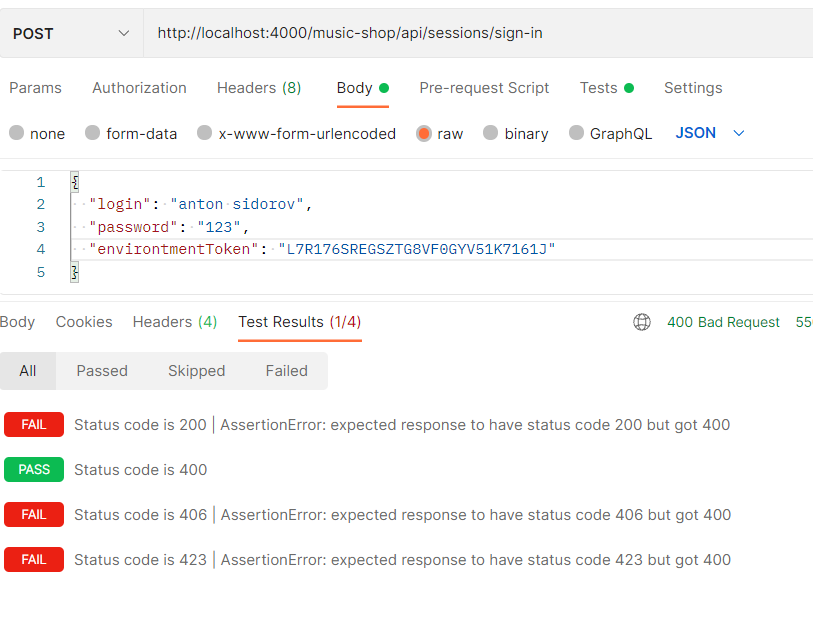 POST http://localhost:4000/music-shop/api/sessions/sign-in
Params Authorization Headers (8) Body Pre-request Script Tests Settings
none form-data x-www-form-urlencoded raw binary GraphQL JSON
1 {
2 "login": "anton sidorov",
3 "password": "123",
4 "environtmentToken": "L7R176SREGSZTG8VF0GYV51K7161J"
5 }
Body Cookies Headers (4) Test Results (1/4) 400 Bad Request 550
All Passed Skipped Failed
FAIL Status code is 200 | AssertionError: expected response to have status code 200 but got 400
PASS Status code is 400
FAIL Status code is 406 | AssertionError: expected response to have status code 406 but got 400
FAIL Status code is 423 | AssertionError: expected response to have status code 423 but got 400